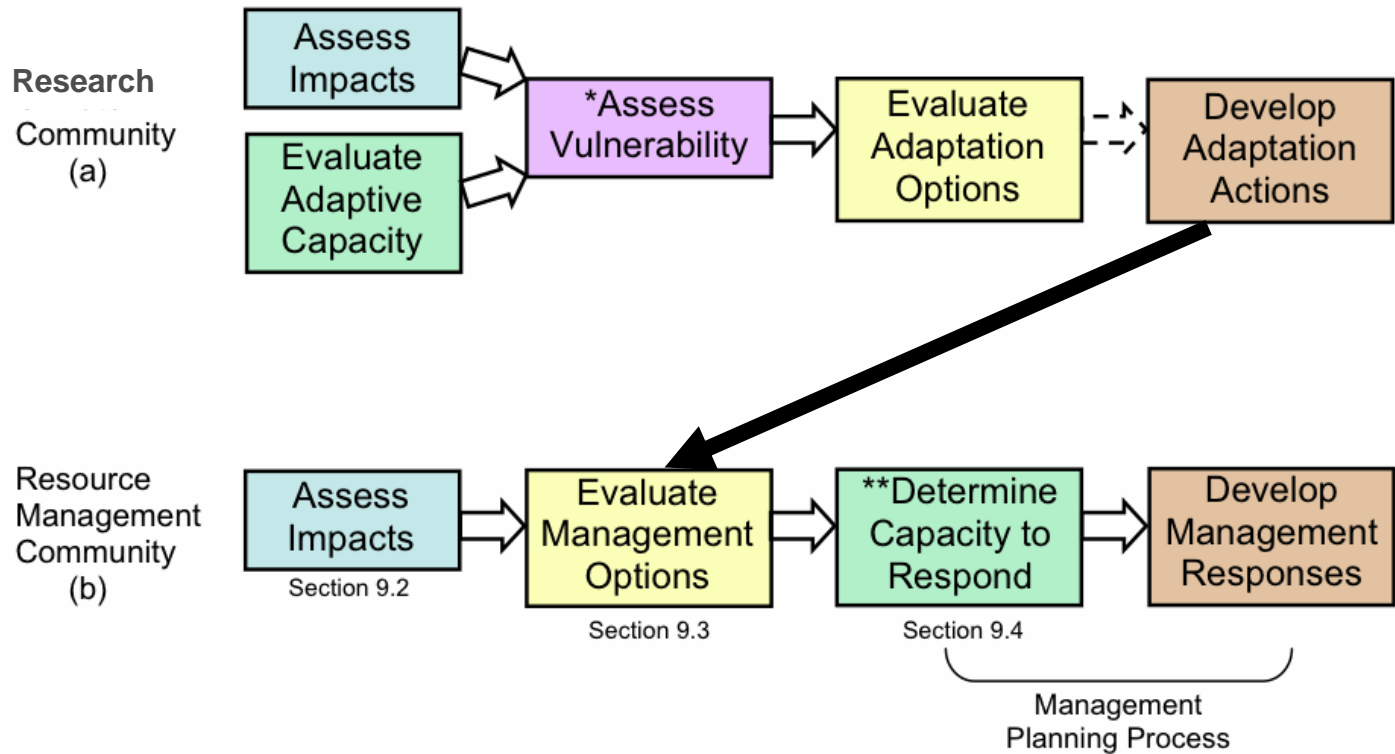 Research
Community
(a)
Assess
Impacts
Evaluate
Adaptive
Capacity
*Assess
Vulnerability
Evaluate
Adaptation
Options
Develop
Adaptation
Actions
Resource
Management
Community
(b)
Assess
Impacts
Section 9.2
Evaluate
Management
Options
Section 9.3
**Determine
Capacity to
Respond
Section 9.4
Develop
Management
Responses
Management
Planning Process